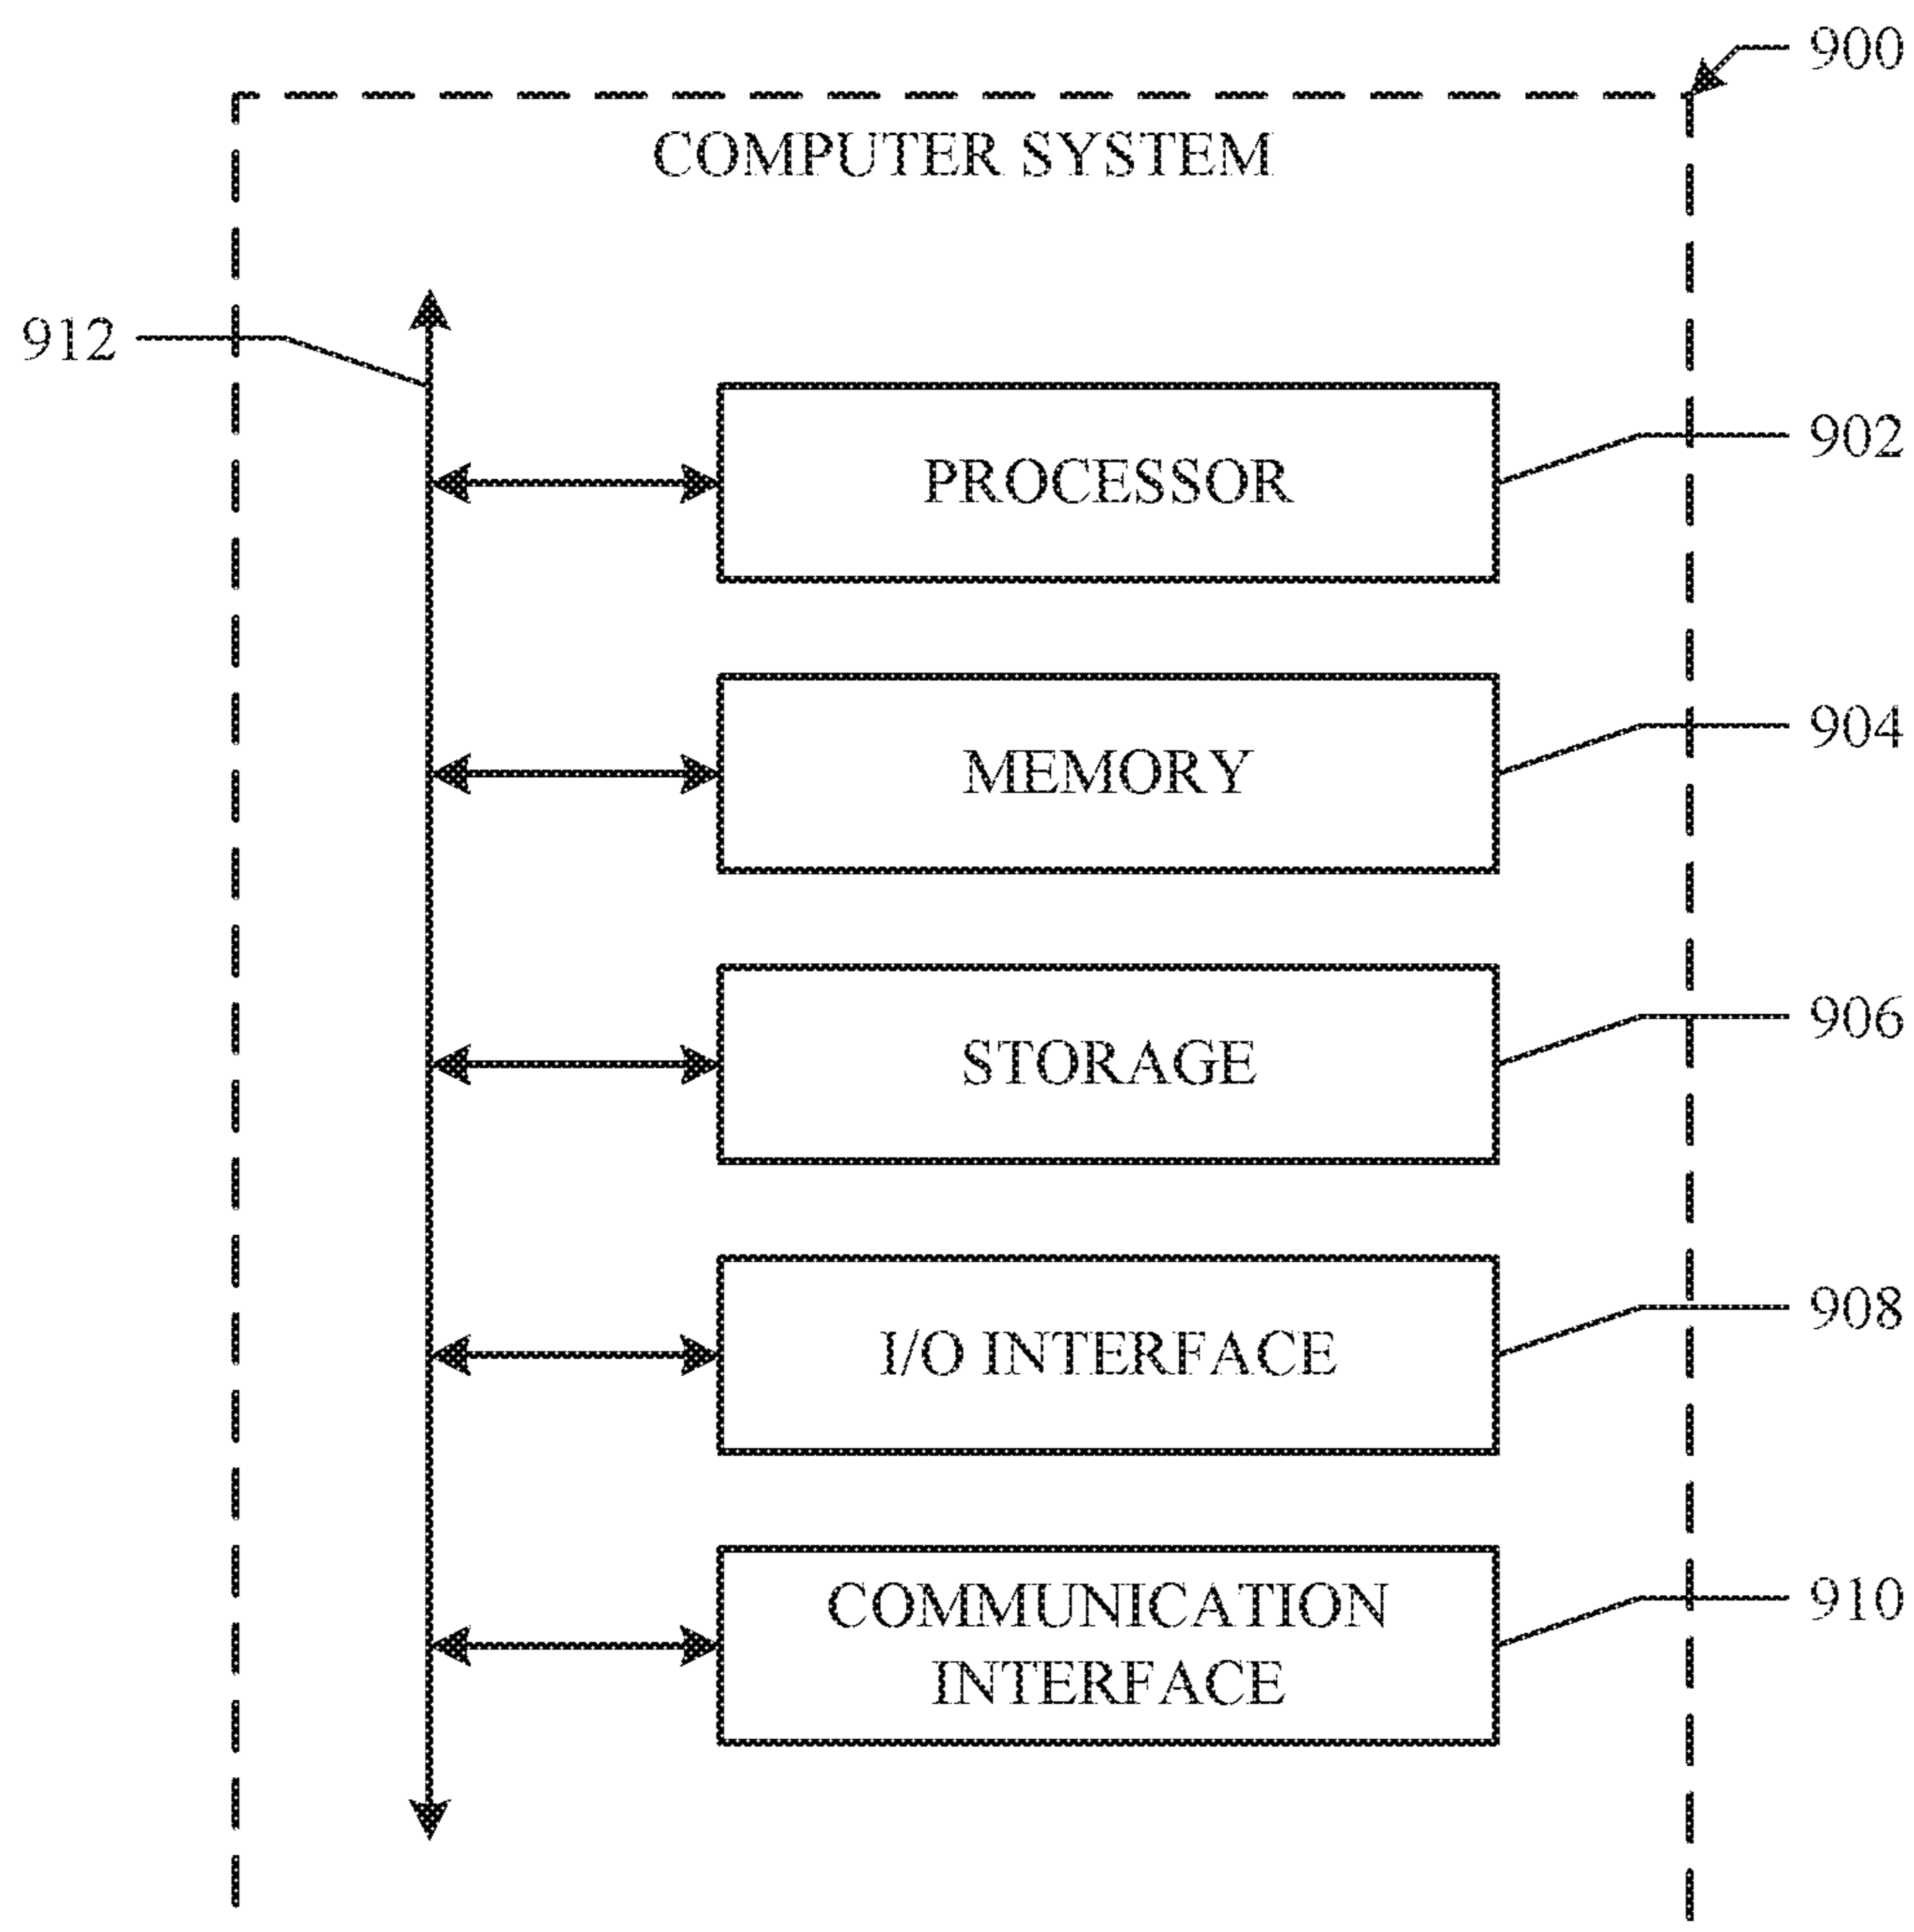 900
COMPUTER SYSTEM
912
902
PROCESSOR
904
MEMORY
906
STORAGE
908
I/O INTERFACE
910
COMMUNICATION
INTERFACE